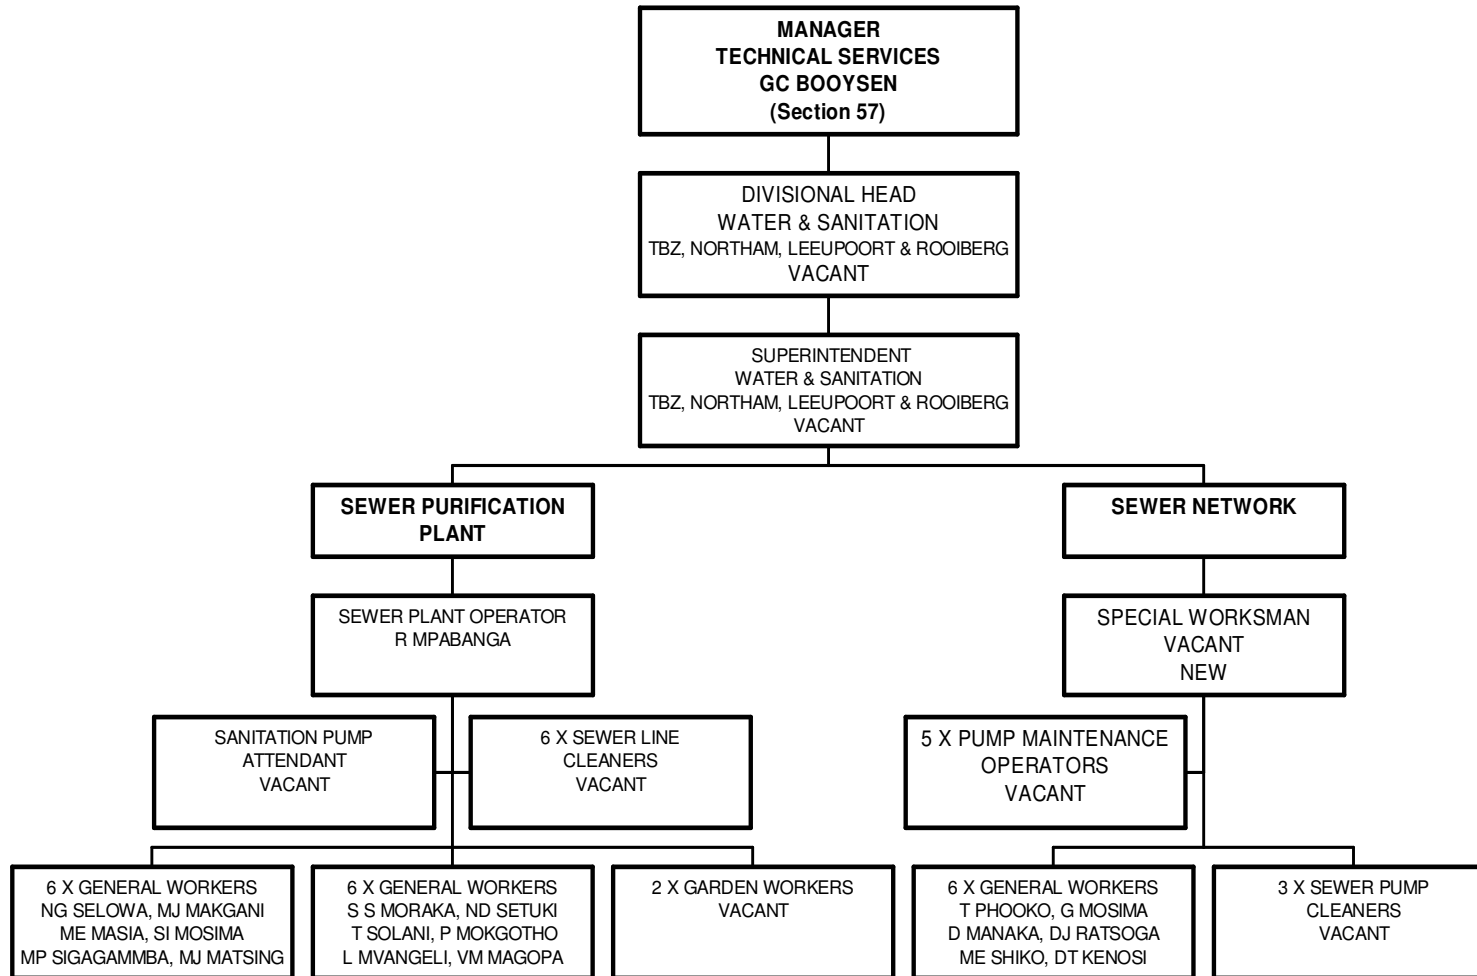 MANAGER
TECHNICAL SERVICES
GC BOOYSEN
(Section 57)
DIVISIONAL HEAD
WATER & SANITATION
TBZ, NORTHAM, LEEUPOORT & ROOIBERG
VACANT
SUPERINTENDENT
WATER & SANITATION
TBZ, NORTHAM, LEEUPOORT & ROOIBERG
VACANT
SEWER PURIFICATION
PLANT
SEWER NETWORK
SEWER PLANT OPERATOR
R MPABANGA
SPECIAL WORKSMAN
VACANT
NEW
SANITATION PUMP
ATTENDANT
VACANT
6 X SEWER LINE
CLEANERS
VACANT
5 X PUMP MAINTENANCE
OPERATORS
VACANT
6 X GENERAL WORKERS
NG SELOWA, MJ MAKGANI
ME MASIA, SI MOSIMA
MP SIGAGAMMBA, MJ MATSING
6 X GENERAL WORKERS
S S MORAKA, ND SETUKI
T SOLANI, P MOKGOTHO
L MVANGELI, VM MAGOPA
2 X GARDEN WORKERS
VACANT
6 X GENERAL WORKERS
T PHOOKO, G MOSIMA
D MANAKA, DJ RATSOGA
ME SHIKO, DT KENOSI
3 X SEWER PUMP
CLEANERS
VACANT